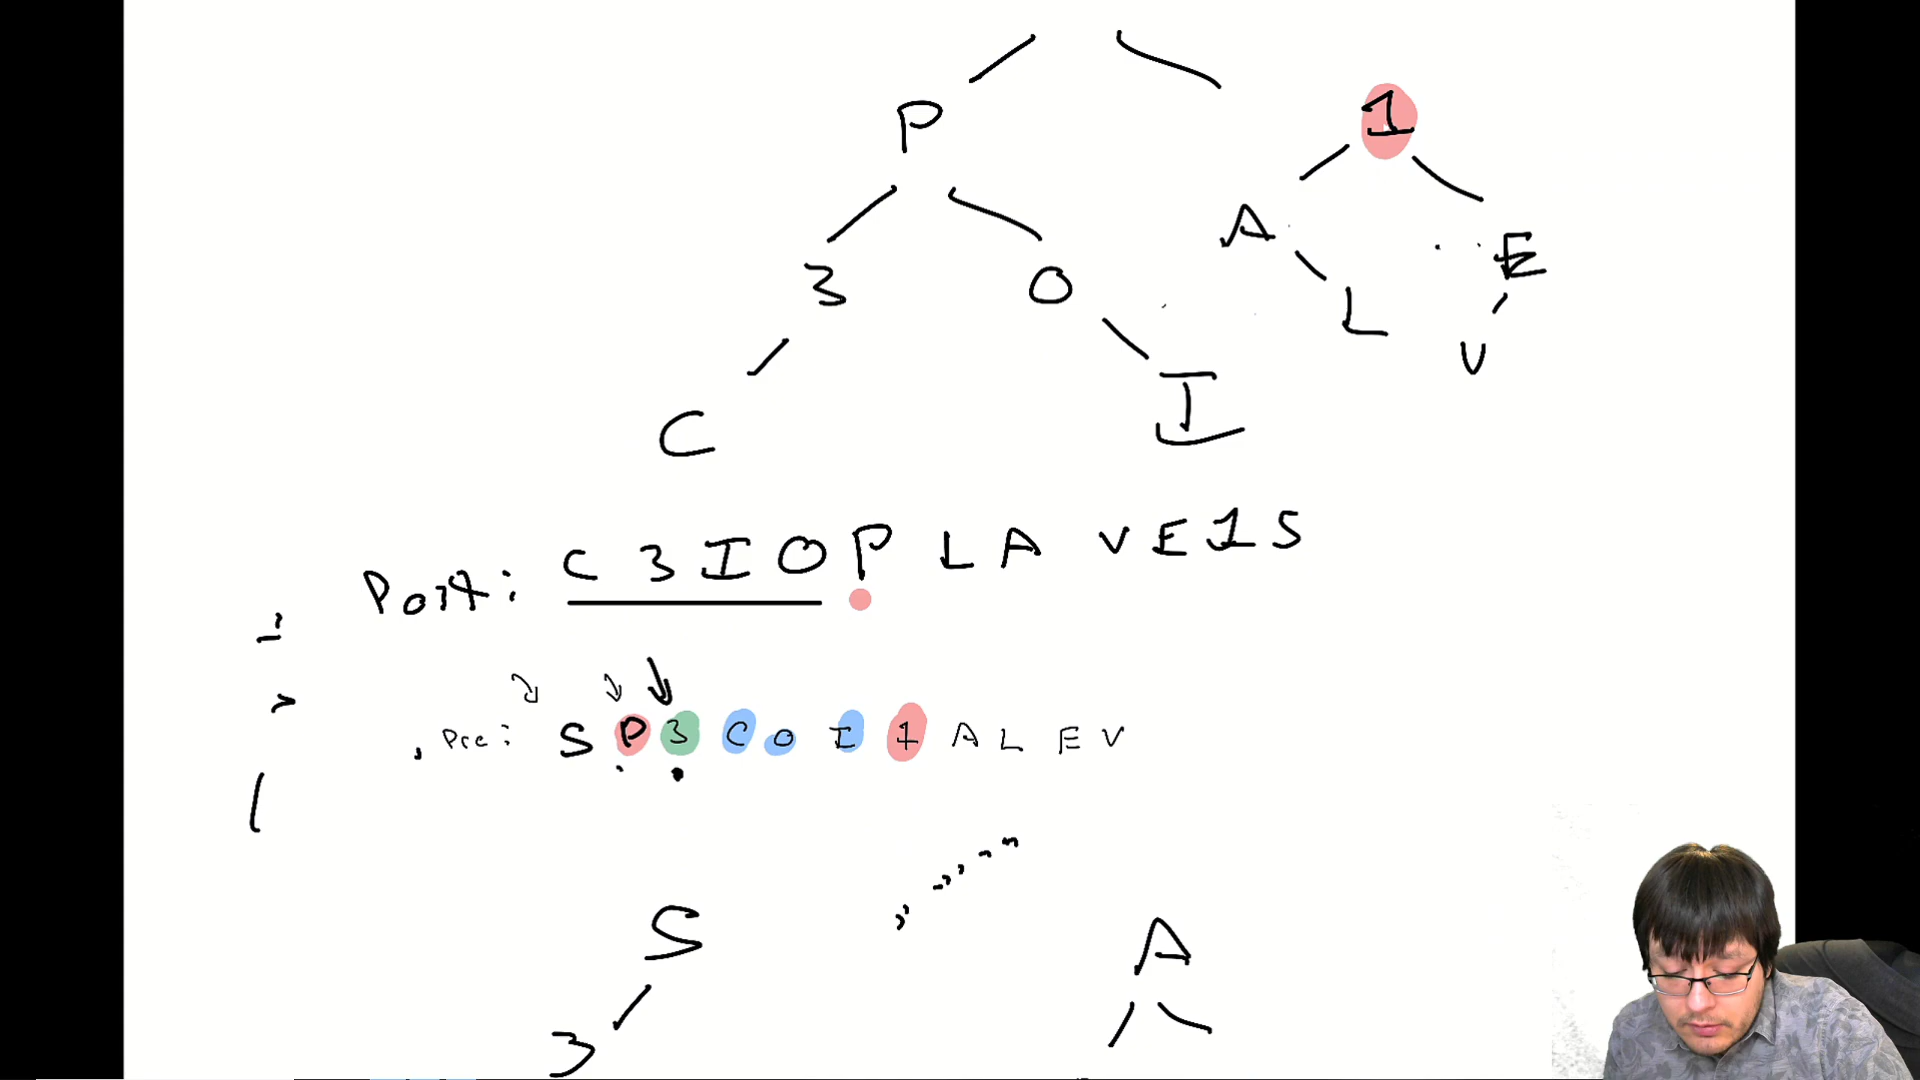 P 1
A E
3 O L
V
C I
Post: C 3 I O P L A V E 1 S
Pre: S P 3 C O I 1 A L E V
S A
3